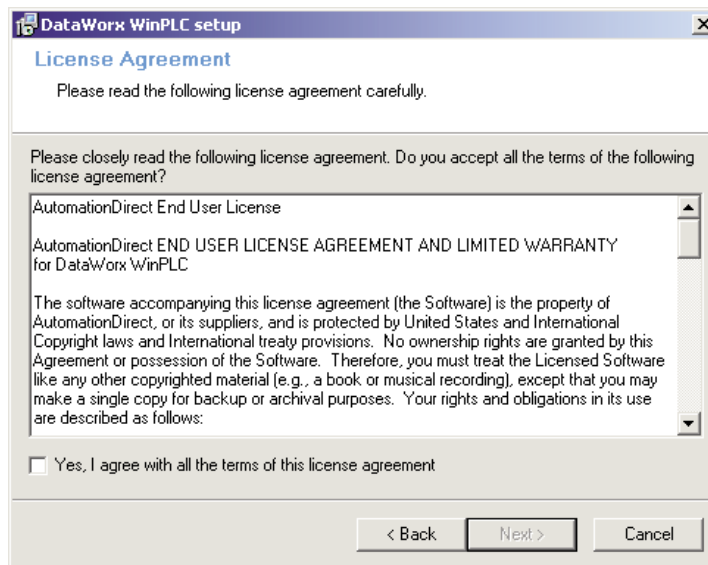 DataWorx WinPLC setup
License Agreement
Please read the following license agreement carefully.
Please closely read the following license agreement. Do you accept all the terms of the following
license agreement?
AutomationDirect End User License
AutomationDirect END USER LICENSE AGREEMENT AND LIMITED WARRANTY
for DataWorx WinPLC
The software accompanying this license agreement (the Software) is the property of
AutomationDirect, or its suppliers, and is protected by United States and International
Copyright laws and International treaty provisions.  No ownership rights are granted by this
Agreement or possession of the Software.  Therefore, you must treat the Licensed Software
like any other copyrighted material (e.g., a book or musical recording), except that you may
make a single copy for backup or archival purposes.  Your rights and obligations in its use
are described as follows:
Yes, I agree with all the terms of this license agreement
< Back
Next >
Cancel